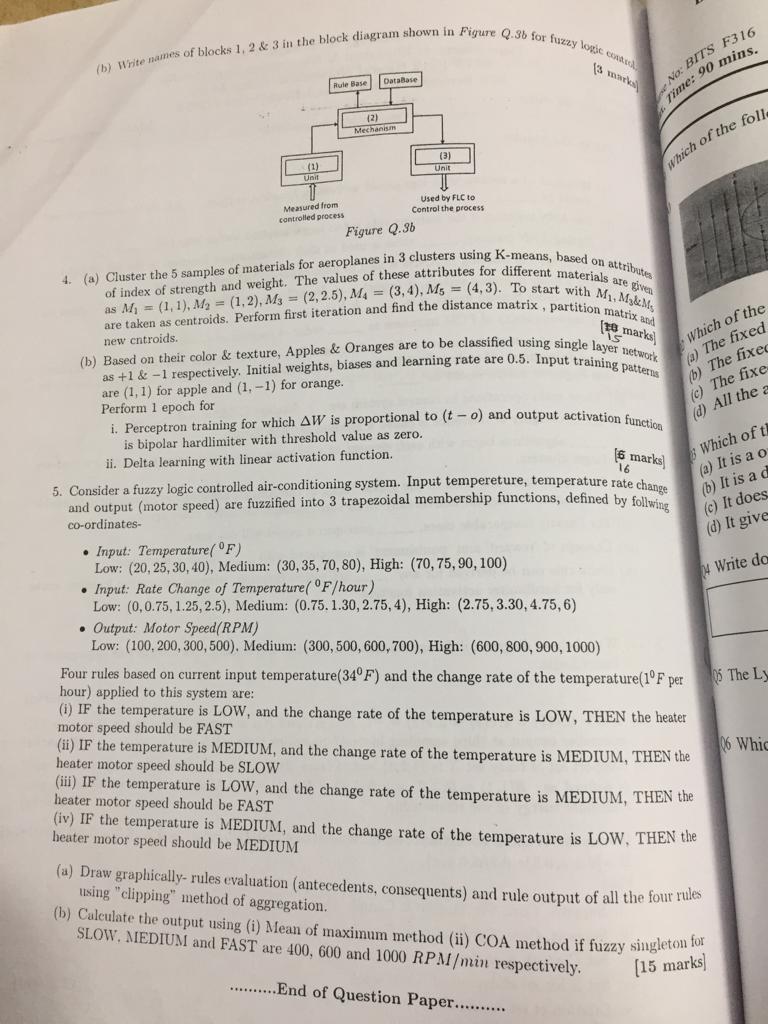 (b) Write names of blocks 1, 2 & 3 in the block diagram shown in Figure Q.3b for fuzzy logic control.
[3 marks]
Rule Base
DataBase
(2)
Mechanism
(1)
Unit
(3)
Unit
Measured from
controlled process
Used by FLC to
Control the process
Figure Q.3b
4. (a) Cluster the 5 samples of materials for aeroplanes in 3 clusters using K-means, based on attributes
of index of strength and weight. The values of these attributes for different materials are given
as M₁ = (1, 1), M₂ = (1, 2), M₃ = (2, 2.5), M₄ = (3, 4), M₅ = (4, 3). To start with M₁, M₃&M₅
are taken as centroids. Perform first iteration and find the distance matrix , partition matrix and
new cntroids.
marks]
15
(b) Based on their color & texture, Apples & Oranges are to be classified using single layer network
as +1 & −1 respectively. Initial weights, biases and learning rate are 0.5. Input training patterns
are (1, 1) for apple and (1, −1) for orange.
Perform 1 epoch for
i. Perceptron training for which ΔW is proportional to (t − o) and output activation function
is bipolar hardlimiter with threshold value as zero.
ii. Delta learning with linear activation function.
marks]
16
5. Consider a fuzzy logic controlled air-conditioning system. Input tempereture, temperature rate change
and output (motor speed) are fuzzified into 3 trapezoidal membership functions, defined by follwing
co-ordinates-
• Input: Temperature( ⁰F)
Low: (20, 25, 30, 40), Medium: (30, 35, 70, 80), High: (70, 75, 90, 100)
• Input: Rate Change of Temperature( ⁰F/hour)
Low: (0, 0.75, 1.25, 2.5), Medium: (0.75. 1.30, 2.75, 4), High: (2.75, 3.30, 4.75, 6)
• Output: Motor Speed(RPM)
Low: (100, 200, 300, 500), Medium: (300, 500, 600, 700), High: (600, 800, 900, 1000)
Four rules based on current input temperature(34⁰F) and the change rate of the temperature(1⁰F per
hour) applied to this system are:
(i) IF the temperature is LOW, and the change rate of the temperature is LOW, THEN the heater
motor speed should be FAST
(ii) IF the temperature is MEDIUM, and the change rate of the temperature is MEDIUM, THEN the
heater motor speed should be SLOW
(iii) IF the temperature is LOW, and the change rate of the temperature is MEDIUM, THEN the
heater motor speed should be FAST
(iv) IF the temperature is MEDIUM, and the change rate of the temperature is LOW, THEN the
heater motor speed should be MEDIUM
(a) Draw graphically- rules evaluation (antecedents, consequents) and rule output of all the four rules
using "clipping" method of aggregation.
(b) Calculate the output using (i) Mean of maximum method (ii) COA method if fuzzy singleton for
SLOW, MEDIUM and FAST are 400, 600 and 1000 RPM/min respectively.
[15 marks]
..........End of Question Paper..........
No: BITS F316
Time: 90 mins.
Which of the foll
Which of the
(a) The fixed
(b) The fixed
(c) The fixe
(d) All the a
Which of t
(a) It is a o
(b) It is a d
(c) It does
(d) It give
Q4 Write do
Q5 The Ly
Q6 Whic